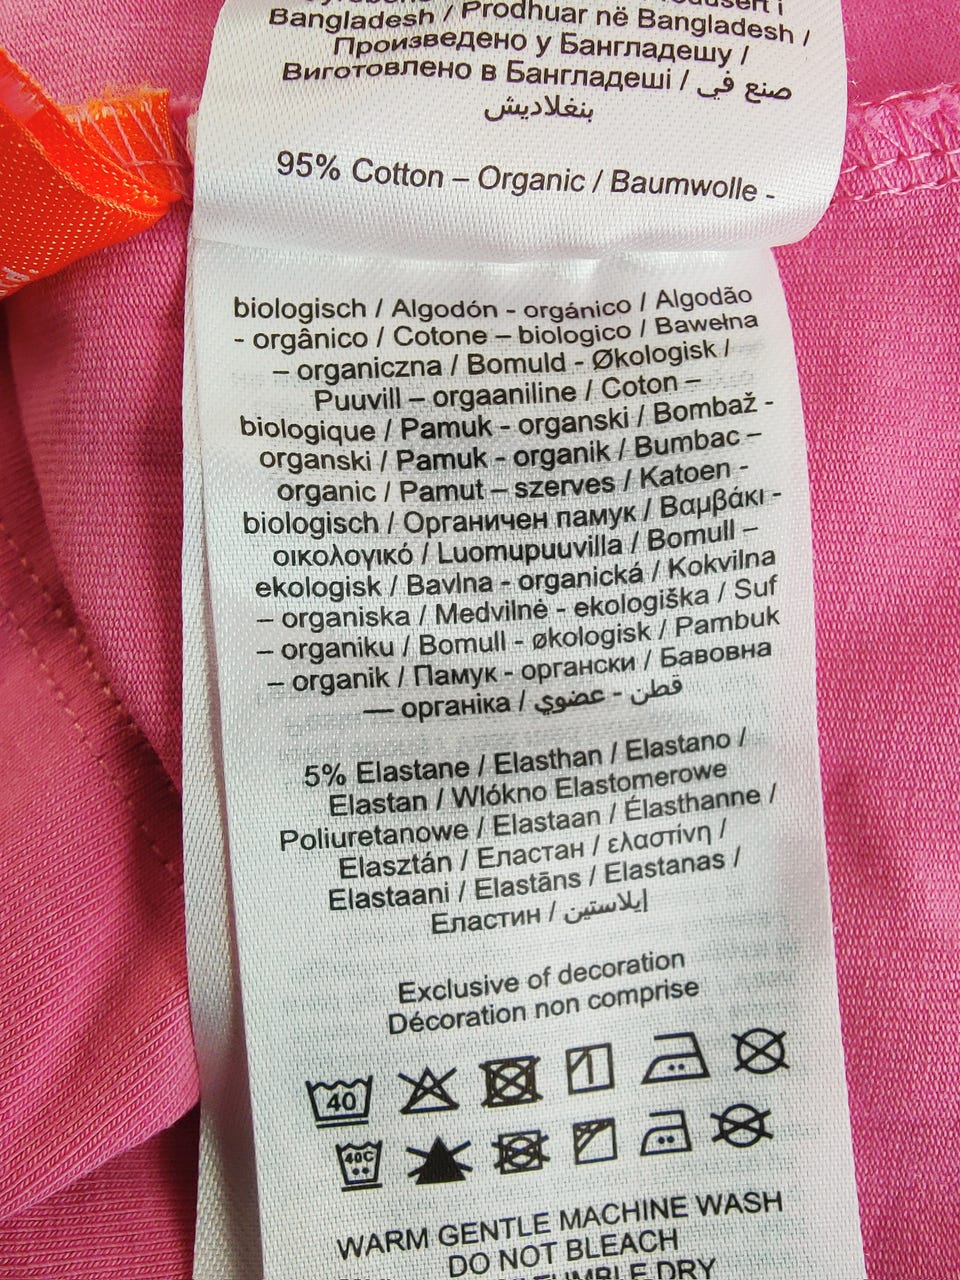 Bangladesh / Prodhuar në Bangladesh /
Произведено у Бангладешу /
Виготовлено в Бангладеші / صنع في
بنغلاديش
95% Cotton – Organic / Baumwolle -
biologisch / Algodón - orgánico / Algodão
- orgânico / Cotone – biologico / Bawełna
– organiczna / Bomuld - Økologisk /
Puuvill – orgaaniline / Coton –
biologique / Pamuk - organski / Bombaž -
organski / Pamuk - organik / Bumbac –
organic / Pamut – szerves / Katoen -
biologisch / Органичен памук / Βαμβάκι -
οικολογικό / Luomupuuvilla / Bomull –
ekologisk / Bavlna - organická / Kokvilna
– organiska / Medvilnė - ekologiška / Suf
– organiku / Bomull - økologisk / Pambuk
– organik / Памук - органски / Бавовна
— органіка / قطن - عضوي
5% Elastane / Elasthan / Elastano /
Elastan / Wlókno Elastomerowe
Poliuretanowe / Elastaan / Élasthanne /
Elasztán / Еластан / ελαστίνη /
Elastaani / Elastāns / Elastanas /
Еластин / إيلاستين
Exclusive of decoration
Décoration non comprise
40
40C
WARM GENTLE MACHINE WASH
DO NOT BLEACH
TUMBLE DRY